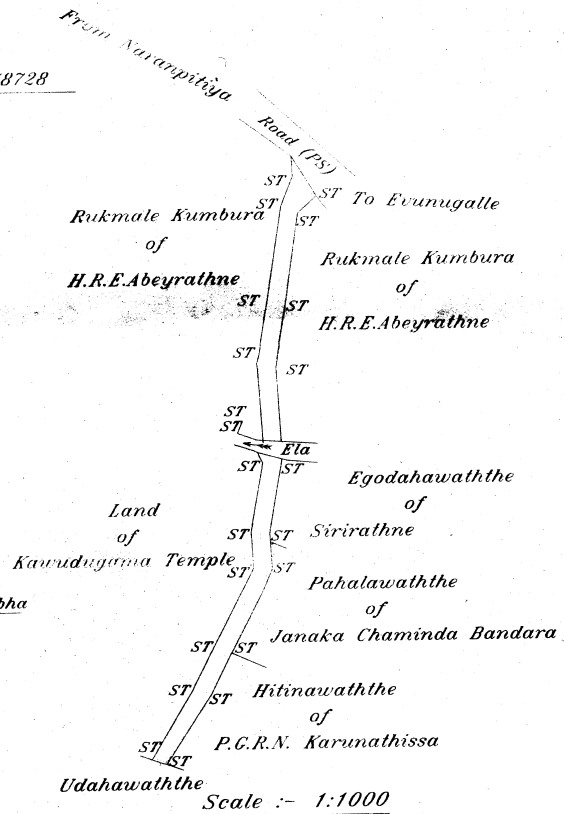 From Naranpitiya
8728
Road (PS)
ST
ST
ST To Evunugalle
ST
Rukmale Kumbura
of
H.R.E.Abeyrathne
Rukmale Kumbura
of
H.R.E.Abeyrathne
ST
ST
ST
ST
ST
ST
Ela
ST
ST
Egodahawaththe
of
Sirirathne
Land
of
Kawudugama Temple
ST
ST
ST
ST
Pahalawaththe
of
Janaka Chaminda Bandara
bha
ST
ST
ST
ST
Hitinawaththe
of
P.G.R.N. Karunathissa
ST
ST
Udahawaththe
Scale :- 1:1000